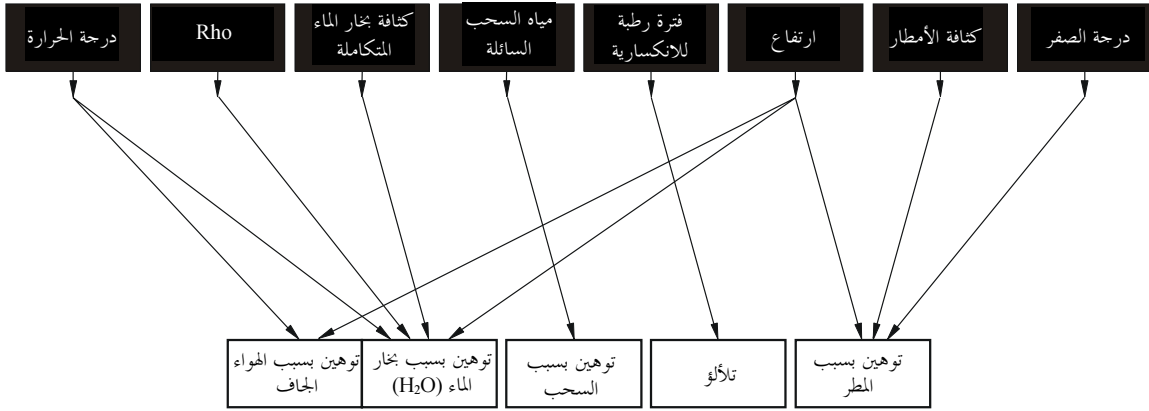 درجة الصفر
كثافة الأمطار
ارتفاع
فترة رطبة
للانكسارية
مياه السحب
السائلة
كثافة بخار الماء
المتكاملة
Rho
درجة الحرارة
توهين بسبب
المطر
تلألؤ
توهين بسبب
السحب
توهين بسبب بخار
الماء (H₂O)
توهين بسبب الهواء
الجاف